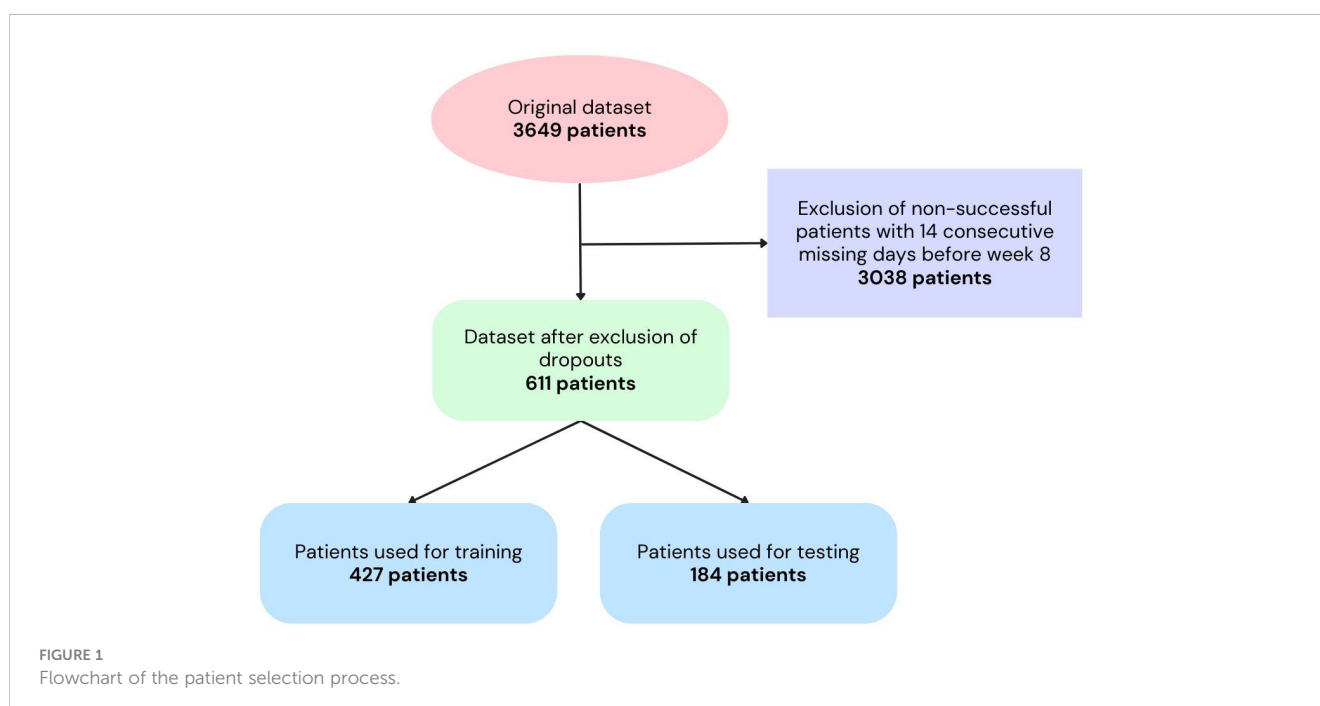 Original dataset
3649 patients
Exclusion of non-successful
patients with 14 consecutive
missing days before week 8
3038 patients
Dataset after exclusion of
dropouts
611 patients
Patients used for training
427 patients
Patients used for testing
184 patients
FIGURE 1
Flowchart of the patient selection process.